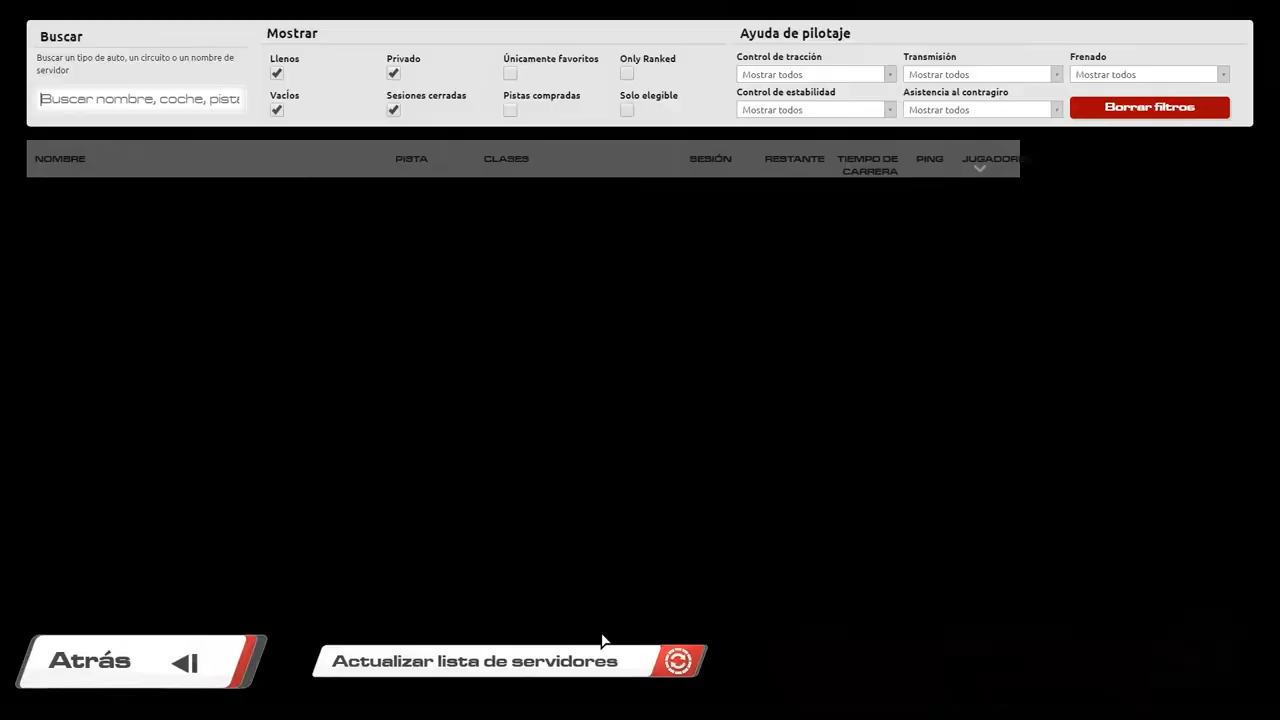 Buscar
Buscar un tipo de auto, un circuito o un nombre de
servidor
Buscar nombre, coche, pista
Mostrar
Llenos
Privado
Únicamente favoritos
Only Ranked
Vacíos
Sesiones cerradas
Pistas compradas
Solo elegible
Ayuda de pilotaje
Control de tracción
Transmisión
Frenado
Mostrar todos
Mostrar todos
Mostrar todos
Control de estabilidad
Asistencia al contragiro
Mostrar todos
Mostrar todos
Borrar filtros
NOMBRE
PISTA
CLASES
SESIÓN
RESTANTE
TIEMPO DE
CARRERA
PING
JUGADORES
Atrás
Actualizar lista de servidores